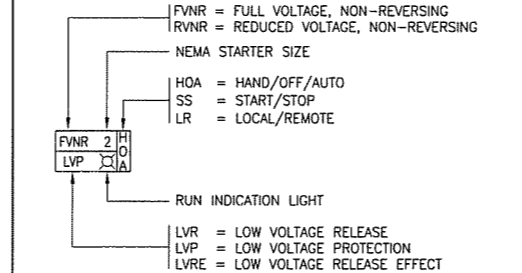 FVNR = FULL VOLTAGE, NON-REVERSING
RVNR = REDUCED VOLTAGE, NON-REVERSING
NEMA STARTER SIZE
HOA = HAND/OFF/AUTO
SS = START/STOP
LR = LOCAL/REMOTE
FVNR 2
LVP
HOA
RUN INDICATION LIGHT
LVR = LOW VOLTAGE RELEASE
LVP = LOW VOLTAGE PROTECTION
LVRE = LOW VOLTAGE RELEASE EFFECT